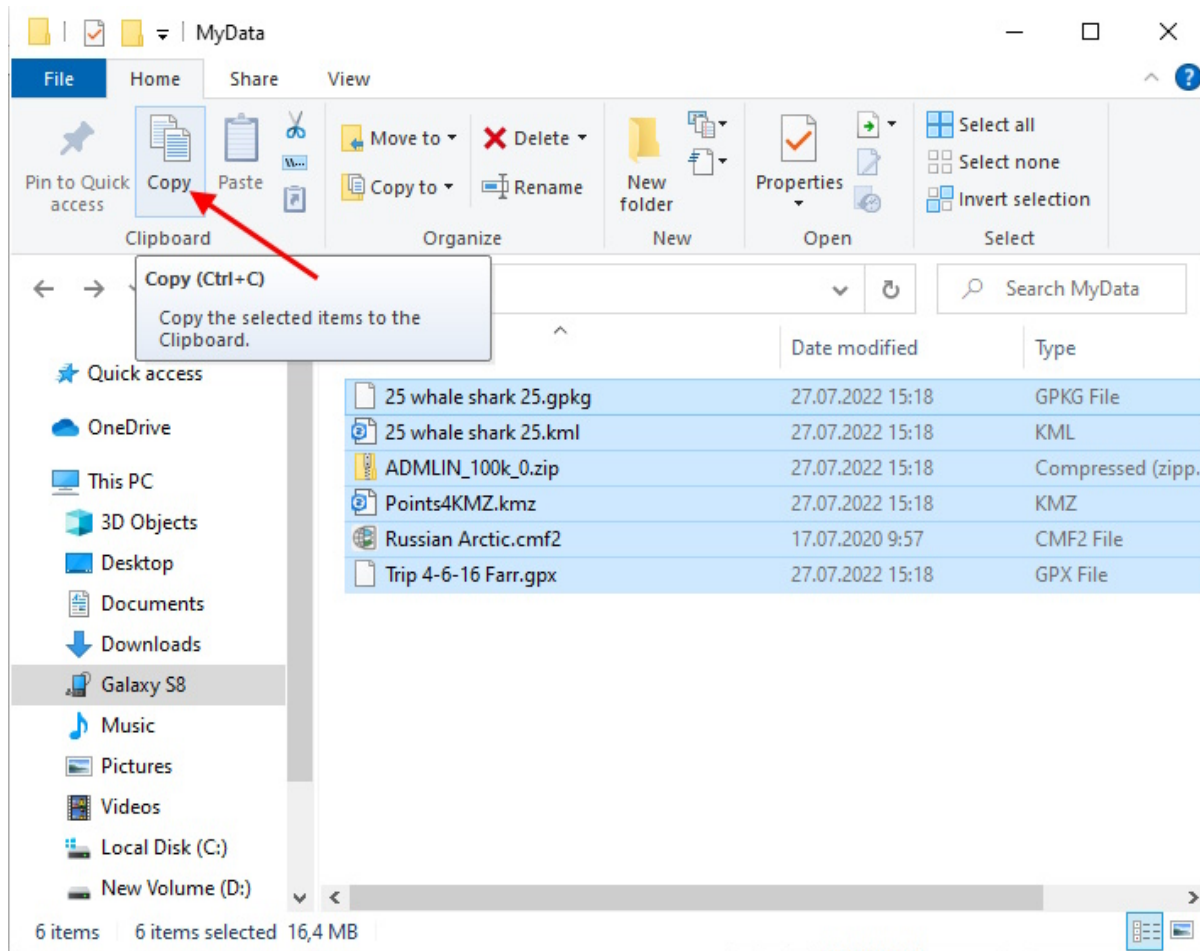 MyData
File Home Share View
Pin to Quick access
Copy
Paste
Clipboard
Move to
Copy to
Delete
Rename
Organize
New folder
New
Properties
Open
Select all
Select none
Invert selection
Select
Copy (Ctrl+C)
Copy the selected items to the
Clipboard.
Search MyData
Date modified Type
Quick access
OneDrive
This PC
3D Objects
Desktop
Documents
Downloads
Galaxy S8
Music
Pictures
Videos
Local Disk (C:)
New Volume (D:)
25 whale shark 25.gpkg 27.07.2022 15:18 GPKG File
25 whale shark 25.kml 27.07.2022 15:18 KML
ADMLIN_100k_0.zip 27.07.2022 15:18 Compressed (zipp.
Points4KMZ.kmz 27.07.2022 15:18 KMZ
Russian Arctic.cmf2 17.07.2020 9:57 CMF2 File
Trip 4-6-16 Farr.gpx 27.07.2022 15:18 GPX File
6 items 6 items selected 16,4 MB